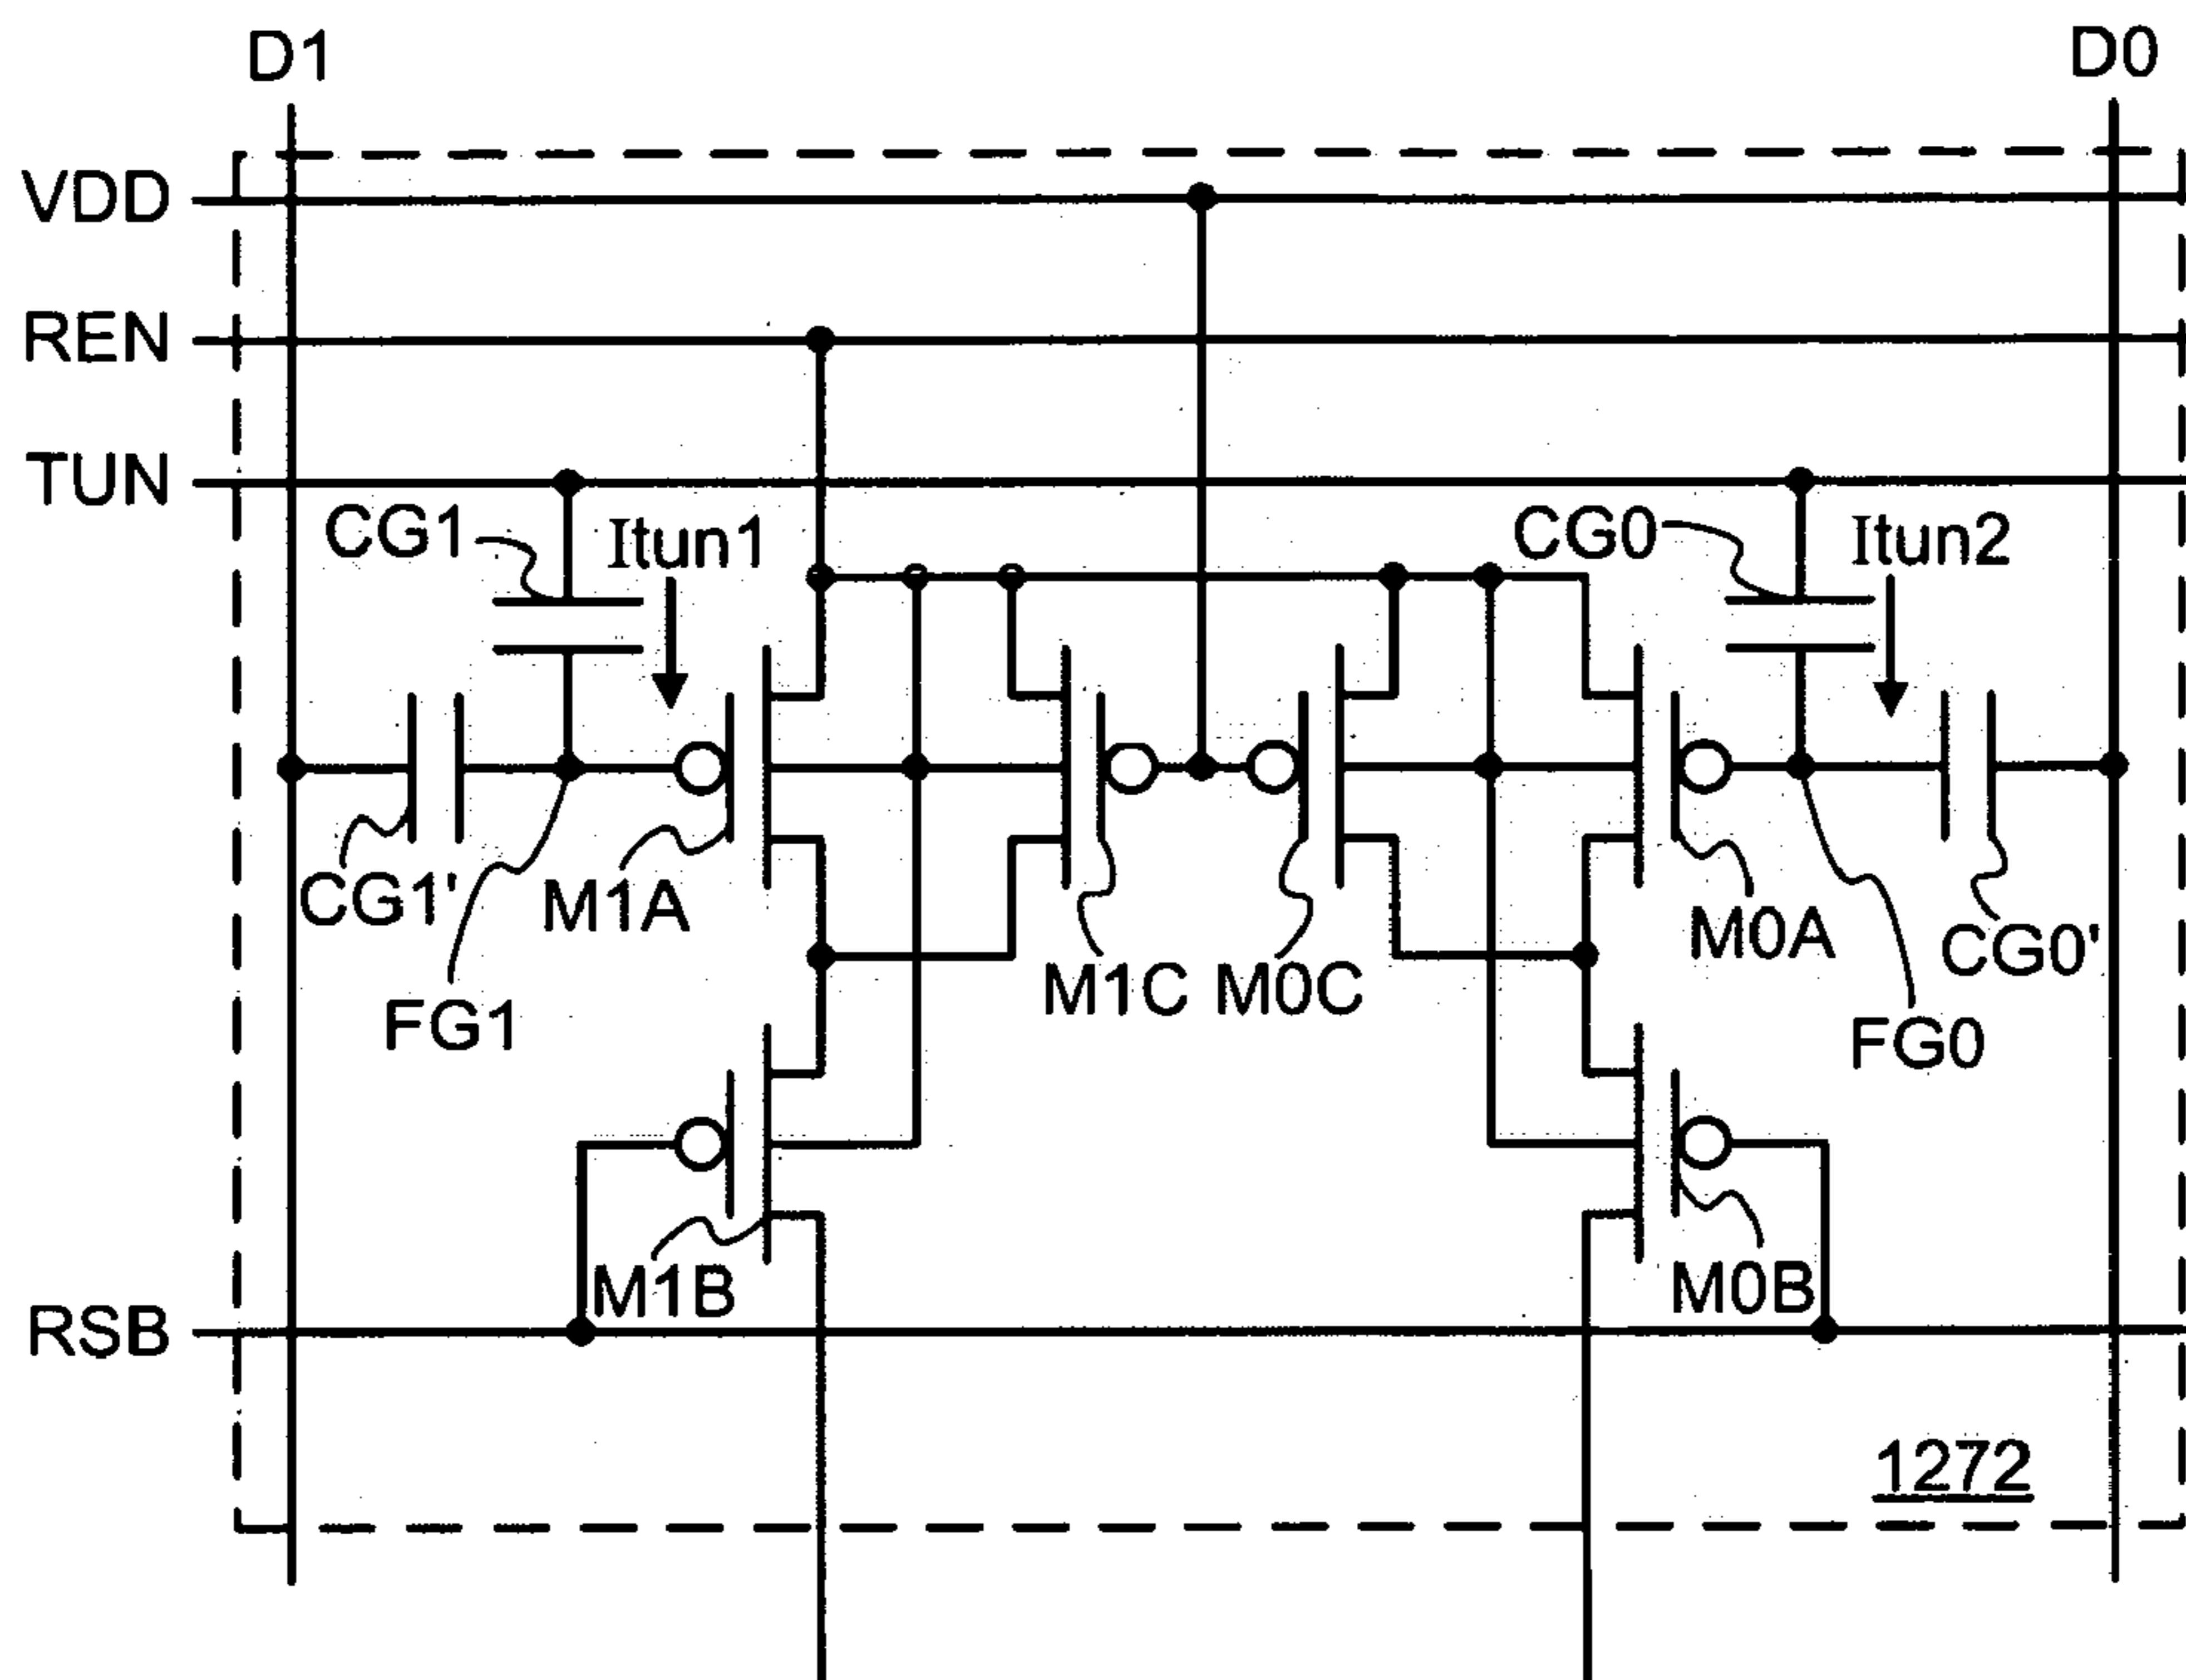 D1
D0
VDD
REN
TUN
CG1
Itun1
CG0
Itun2
CG1'
M1A
M1C
M0C
M0A
CG0'
FG1
FG0
M1B
M0B
RSB
1272